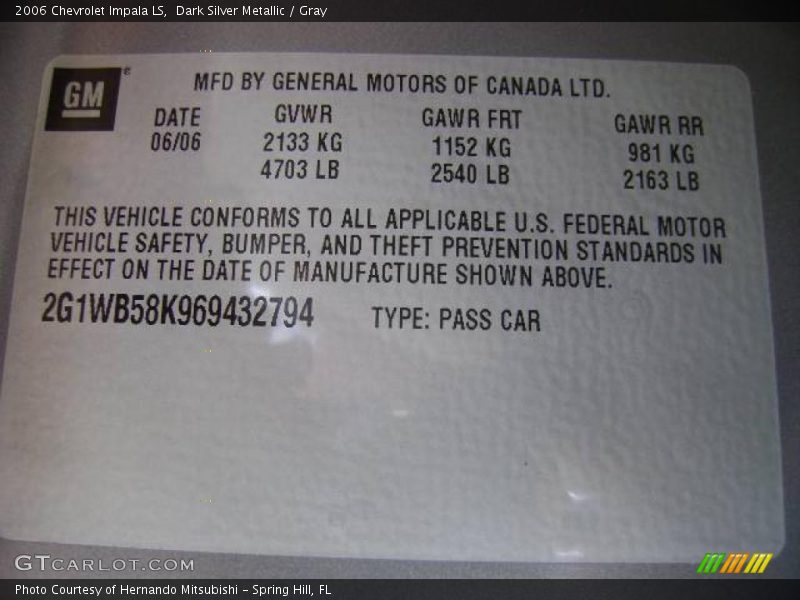 2006 Chevrolet Impala LS, Dark Silver Metallic / Gray
GM ®
MFD BY GENERAL MOTORS OF CANADA LTD.
DATE GVWR GAWR FRT GAWR RR
06/06 2133 KG 1152 KG 981 KG
4703 LB 2540 LB 2163 LB
THIS VEHICLE CONFORMS TO ALL APPLICABLE U.S. FEDERAL MOTOR
VEHICLE SAFETY, BUMPER, AND THEFT PREVENTION STANDARDS IN
EFFECT ON THE DATE OF MANUFACTURE SHOWN ABOVE.
2G1WB58K969432794 TYPE: PASS CAR
GTCARLOT.COM
Photo Courtesy of Hernando Mitsubishi - Spring Hill, FL